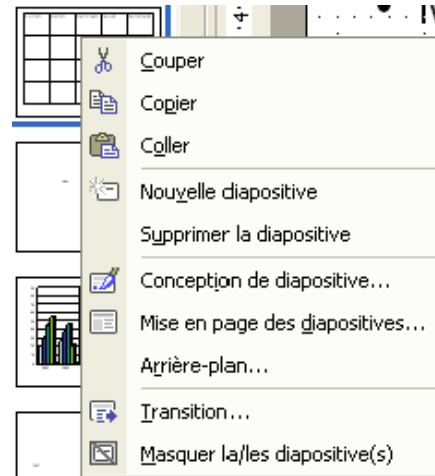 Couper
Copier
Coller
Nouvelle diapositive
Supprimer la diapositive
Conception de diapositive...
Mise en page des diapositives...
Arrière-plan...
Transition...
Masquer la/les diapositive(s)